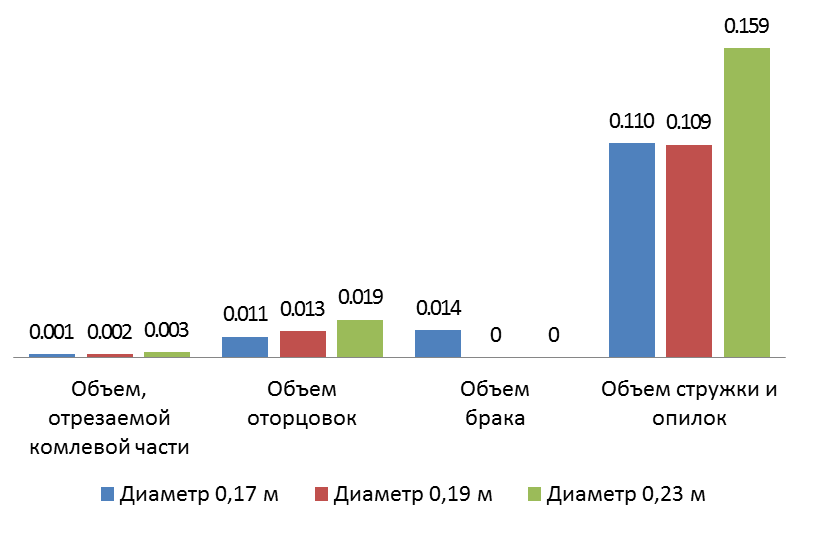 0.159
0.110 0.109
0.001 0.002 0.003 0.011 0.013 0.019 0.014 0 0
Объем,
отрезаемой
комлевой части
Объем
оторцовок
Объем
брака
Объем стружки и
опилок
Диаметр 0,17 м Диаметр 0,19 м Диаметр 0,23 м